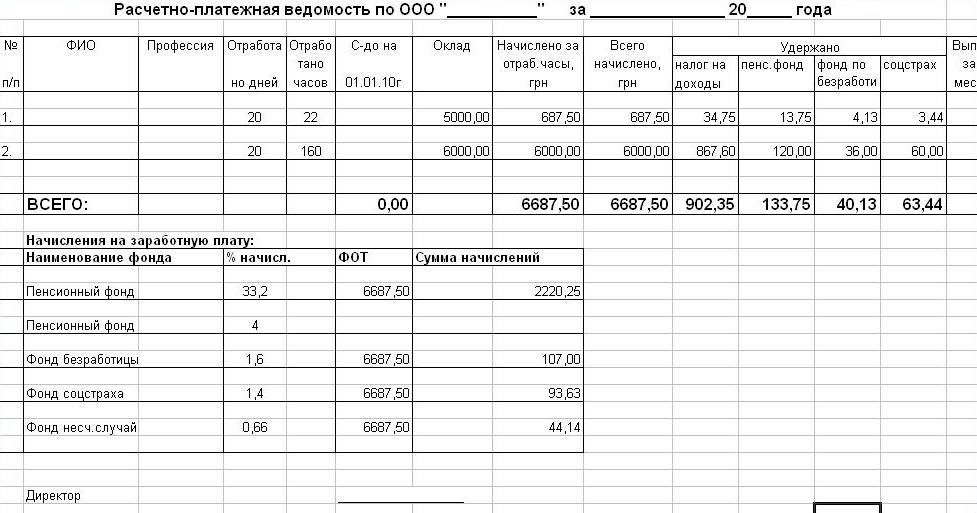 Расчетно-платежная ведомость по ООО "__________" за _______________ 20_____ года
№ ФИО Профессия Отработа Отрабо С-до на Оклад Начислено за Всего Удержано Вып
тано отраб.часы, начислено, налог на пенс.фонд фонд по соцстрах за
п/п но дней часов 01.01.10г грн грн доходы безработи мес
1. 20 22 5000,00 687,50 687,50 34,75 13,75 4,13 3,44
2. 20 160 6000,00 6000,00 6000,00 867,60 120,00 36,00 60,00
ВСЕГО: 0,00 6687,50 6687,50 902,35 133,75 40,13 63,44
Начисления на заработную плату:
Наименование фонда % начисл. ФОТ Сумма начислений
Пенсионный фонд 33,2 6687,50 2220,25
Пенсионный фонд 4
Фонд безработицы 1,6 6687,50 107,00
Фонд соцстраха 1,4 6687,50 93,63
Фонд несч.случай 0,66 6687,50 44,14
Директор ______________